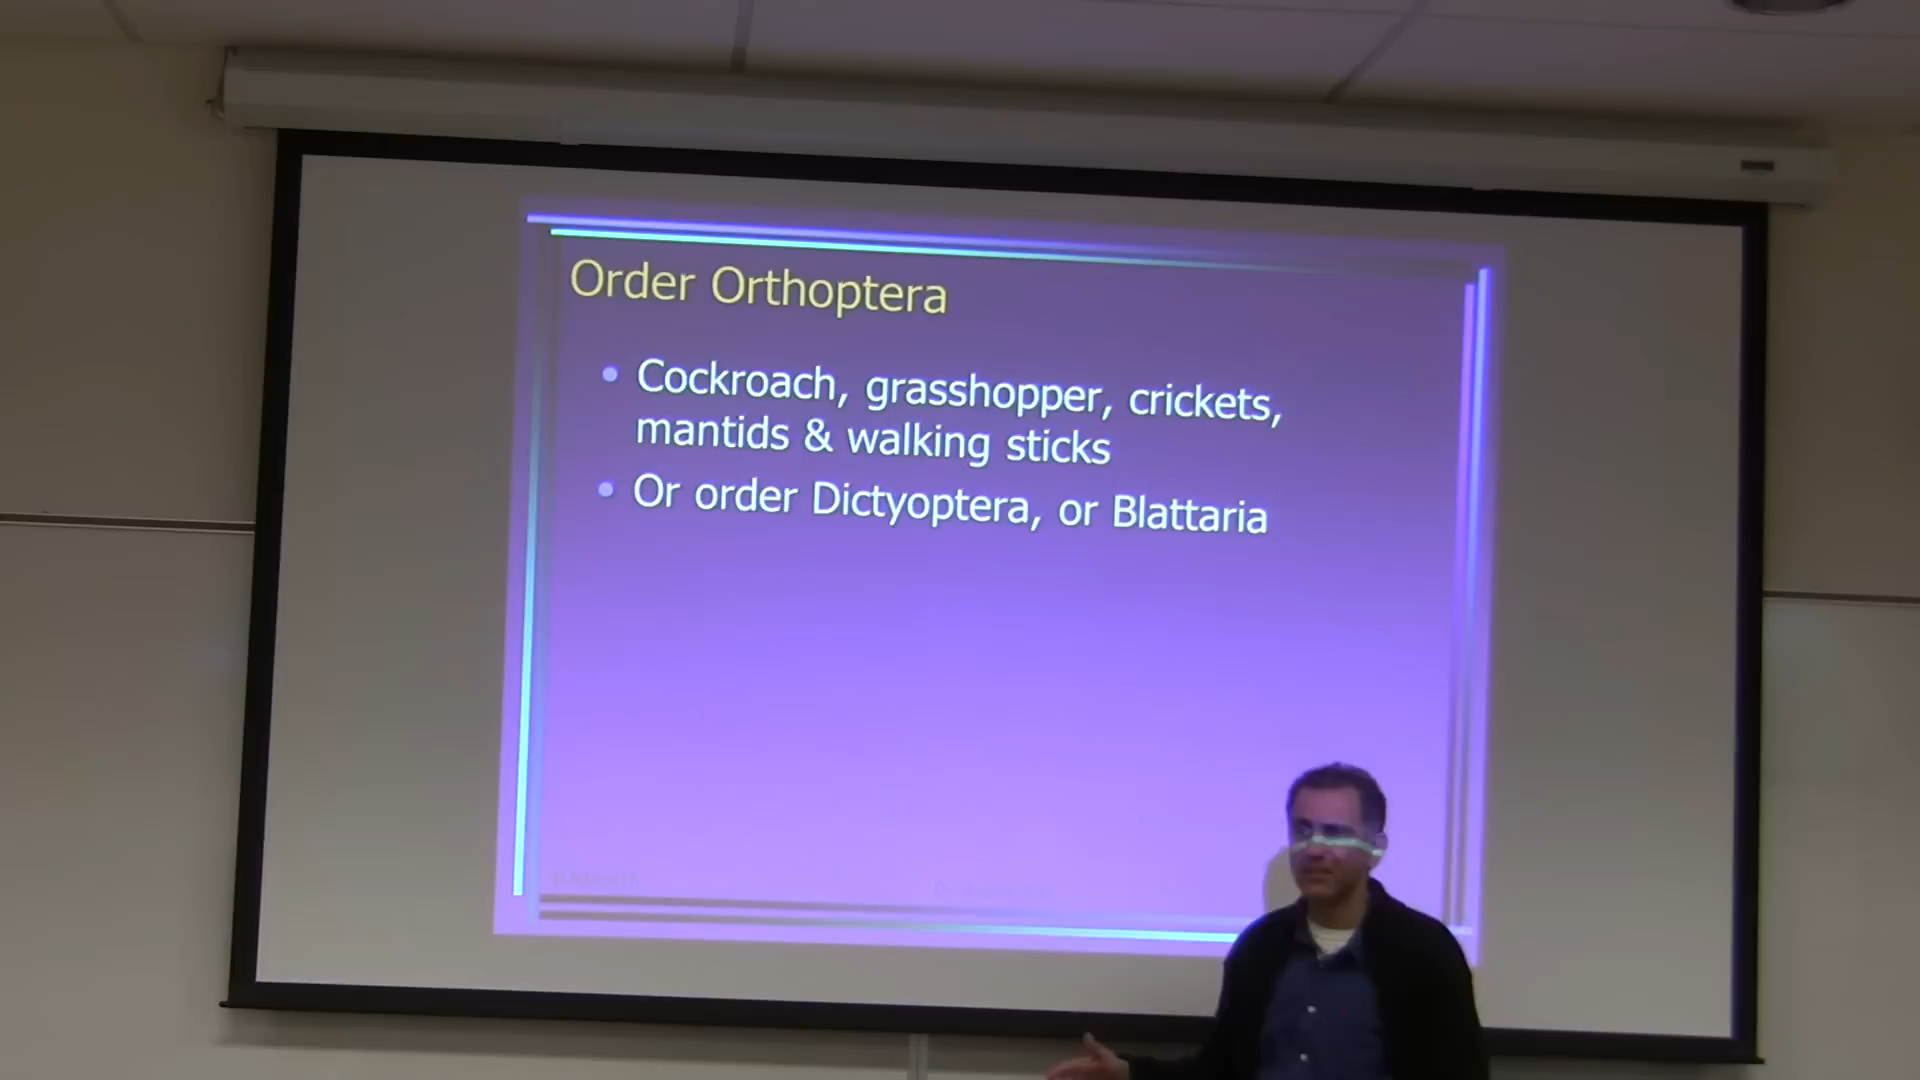 Order Orthoptera
• Cockroach, grasshopper, crickets,
mantids & walking sticks
• Or order Dictyoptera, or Blattaria